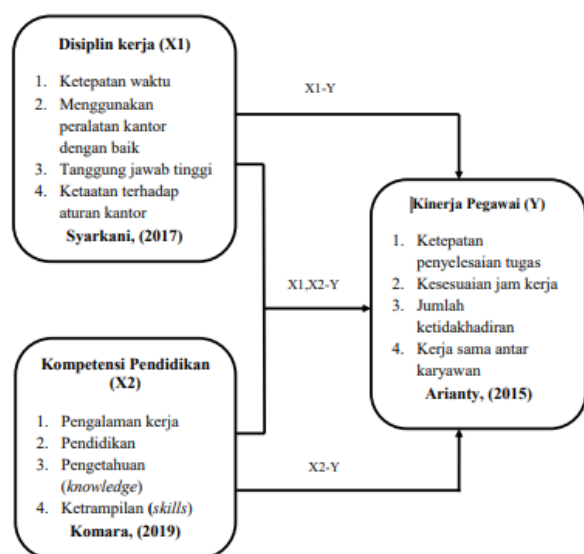 Disiplin kerja (X1)
1. Ketepatan waktu
2. Menggunakan
peralatan kantor
dengan baik
3. Tanggung jawab tinggi
4. Ketaatan terhadap
aturan kantor
Syarkani, (2017)
X1-Y
X1,X2-Y
Kinerja Pegawai (Y)
1. Ketepatan
penyelesaian tugas
2. Kesesuaian jam kerja
3. Jumlah
ketidakhadiran
4. Kerja sama antar
karyawan
Arianty, (2015)
Kompetensi Pendidikan
(X2)
1. Pengalaman kerja
2. Pendidikan
3. Pengetahuan
(knowledge)
4. Ketrampilan (skills)
Komara, (2019)
X2-Y